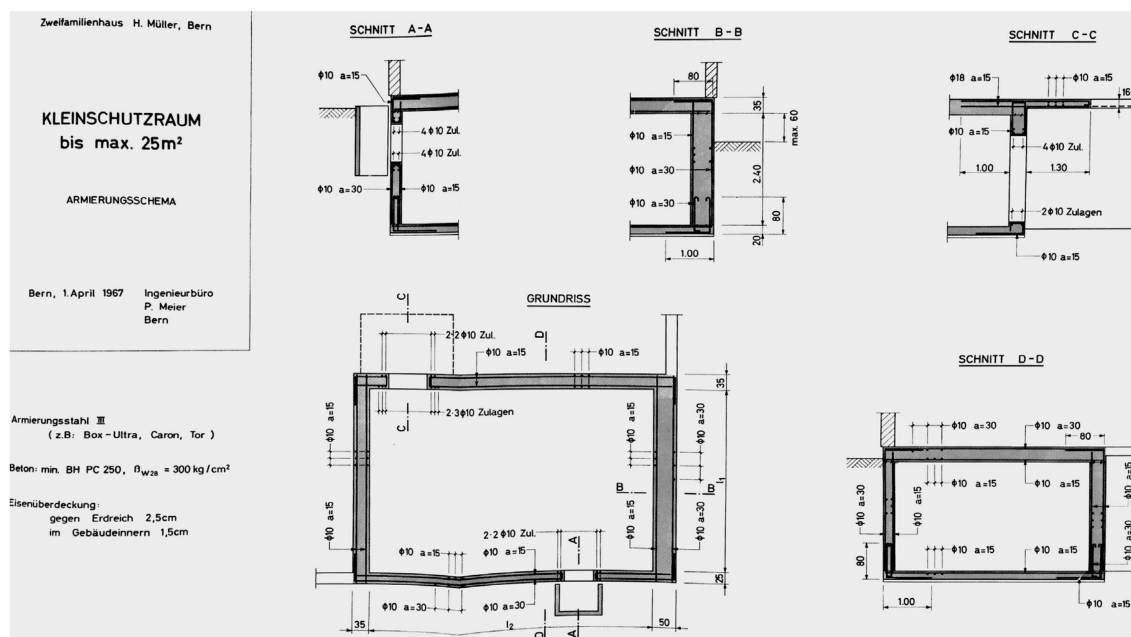 Zweifamilienhaus H. Müller, Bern
KLEINSCHUTZRAUM
bis max. 25m²
ARMIERUNGSSCHEMA
Bern, 1. April 1967 Ingenieurbüro
P. Meier
Bern
Armierungsstahl III
( z.B: Box-Ultra, Caron, Tor )
Beton: min. BH PC 250, βW28 = 300 kg/cm²
Eisenüberdeckung:
gegen Erdreich 2,5cm
im Gebäudeinnern 1,5cm
SCHNITT A-A
ϕ10 a=15
4ϕ10 Zul.
4ϕ10 Zul.
ϕ10 a=30
ϕ10 a=15
SCHNITT B-B
80
35
max. 60
ϕ10 a=15
ϕ10 a=30
2.40
ϕ10 a=30
80
20
1.00
SCHNITT C-C
ϕ18 a=15
ϕ10 a=15
16
ϕ10 a=15
4ϕ10 Zul.
1.00
1.30
2ϕ10 Zulagen
ϕ10 a=15
GRUNDRISS
C
2·2ϕ10 Zul.
D
ϕ10 a=15
ϕ10 a=15
35
2·3ϕ10 Zulagen
C
ϕ10 a=15
ϕ10 a=15
ϕ10 a=30
l1
B
B
ϕ10 a=15
ϕ10 a=15
ϕ10 a=30
2·2ϕ10 Zul.
A
ϕ10 a=15
ϕ10 a=15
25
ϕ10 a=30
ϕ10 a=30
35
l2
D
A
50
SCHNITT D-D
ϕ10 a=30
ϕ10 a=30
80
ϕ10 a=15
ϕ10 a=15
ϕ10 a=30
ϕ10 a=15
ϕ10 a=15
ϕ10 a=30
ϕ10 a=15
ϕ10 a=15
80
1.00
ϕ10 a=15